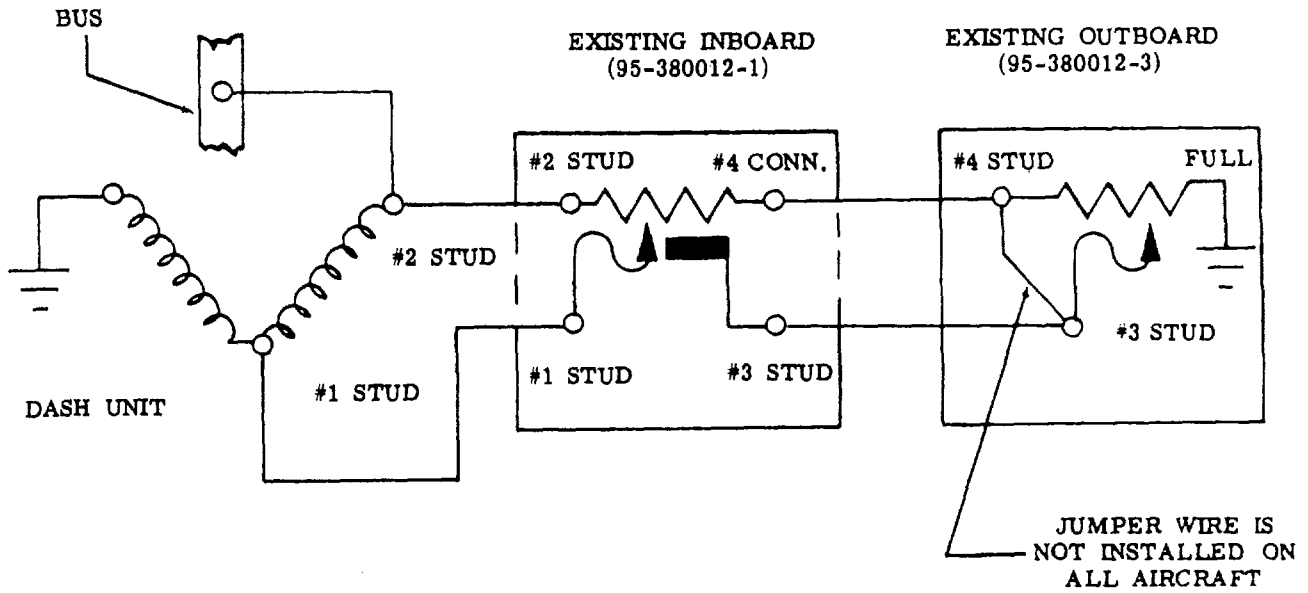 BUS
EXISTING INBOARD
(95-380012-1)
EXISTING OUTBOARD
(95-380012-3)
#2 STUD
#4 CONN.
#4 STUD
FULL
#2 STUD
#1 STUD
#1 STUD
#3 STUD
#3 STUD
DASH UNIT
JUMPER WIRE IS
NOT INSTALLED ON
ALL AIRCRAFT